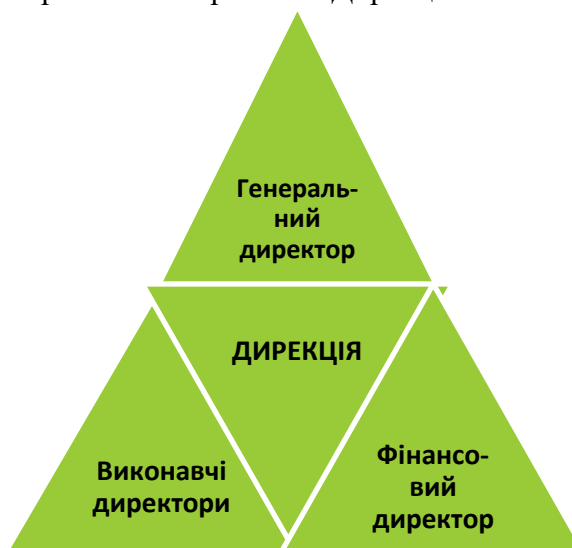 Генераль-
ний
директор
ДИРЕКЦІЯ
Виконавчі
директори
Фінансо-
вий
директор